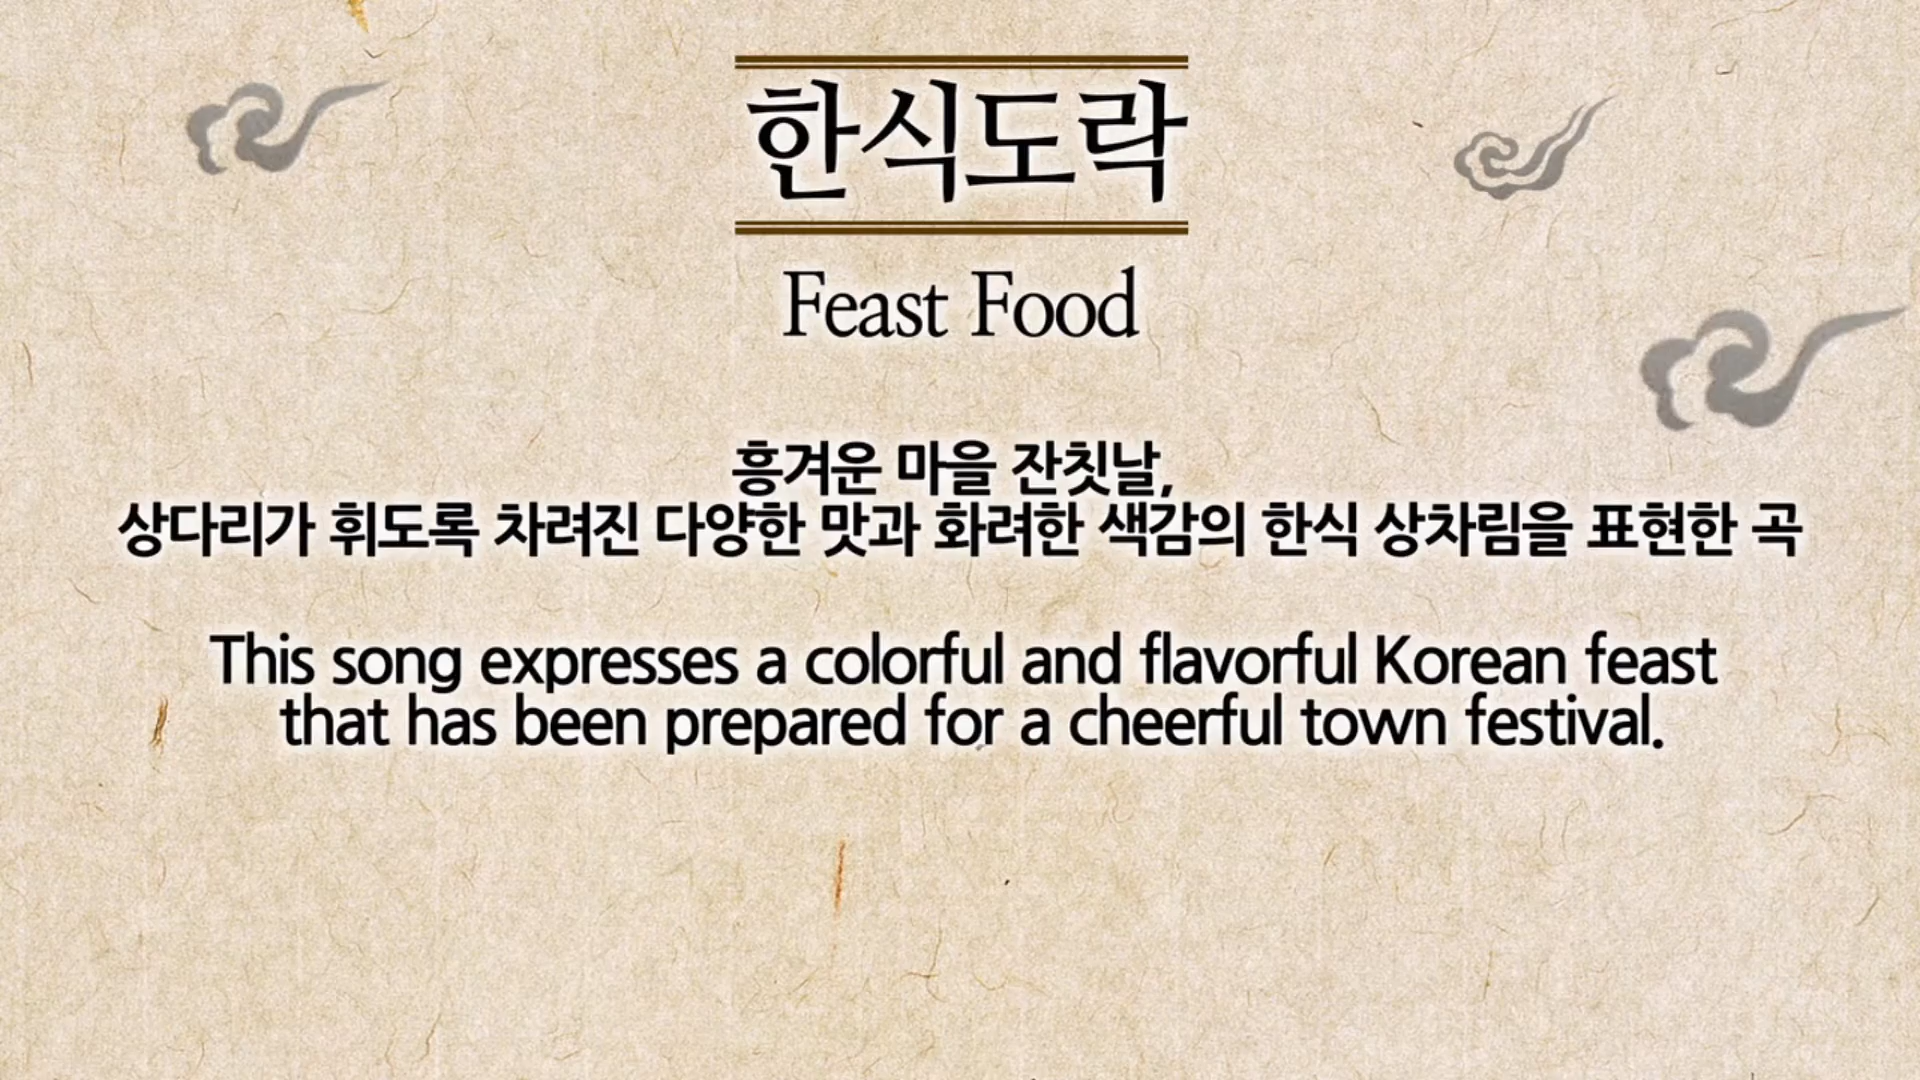 한식도락
Feast Food
흥겨운 마을 잔칫날,
상다리가 휘도록 차려진 다양한 맛과 화려한 색감의 한식 상차림을 표현한 곡
This song expresses a colorful and flavorful Korean feast
that has been prepared for a cheerful town festival.